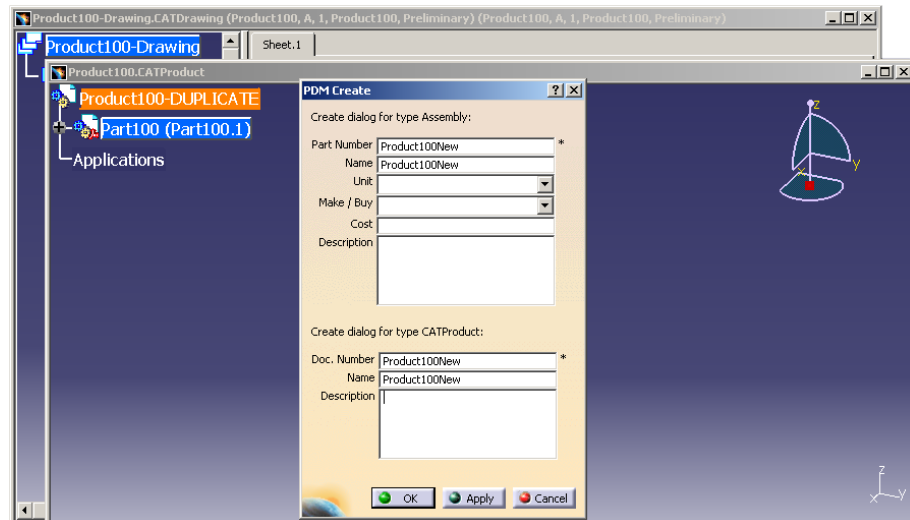 Product100-Drawing.CATDrawing (Product100, A, 1, Product100, Preliminary) (Product100, A, 1, Product100, Preliminary)
Product100-Drawing
Sheet.1
Product100.CATProduct
Product100-DUPLICATE
Part100 (Part100.1)
Applications
PDM Create
Create dialog for type Assembly:
Part Number Product100New *
Name Product100New
Unit
Make / Buy
Cost
Description
Create dialog for type CATProduct:
Doc. Number Product100New *
Name Product100New
Description
OK Apply Cancel
z
y
x
z
y
x